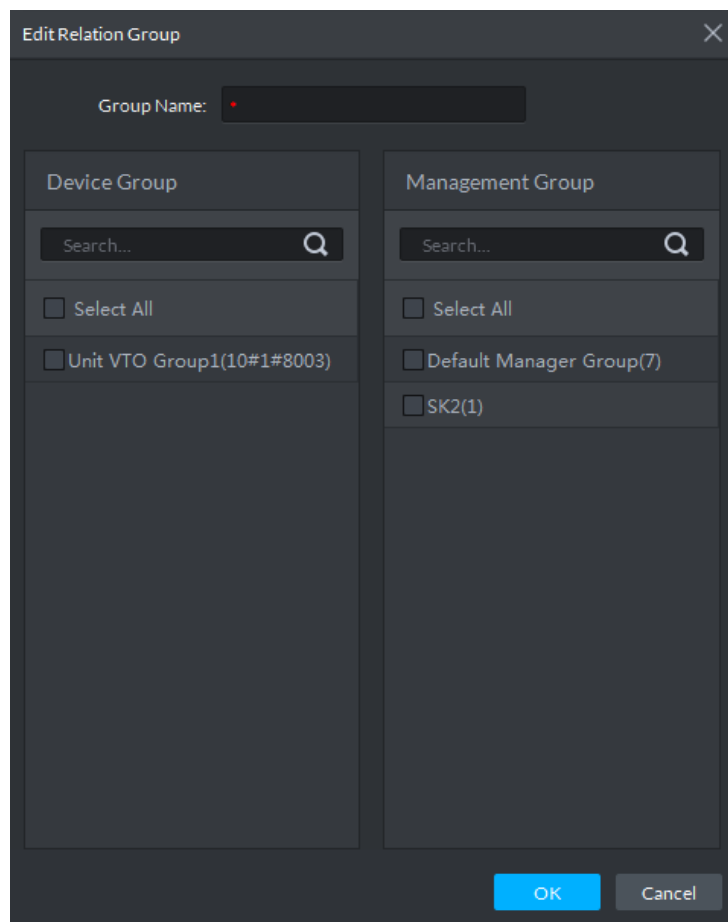 Edit Relation Group
Group Name: *
Device Group
Search...
Select All
Unit VTO Group1(10#1#8003)
Management Group
Search...
Select All
Default Manager Group(7)
SK2(1)
OK
Cancel